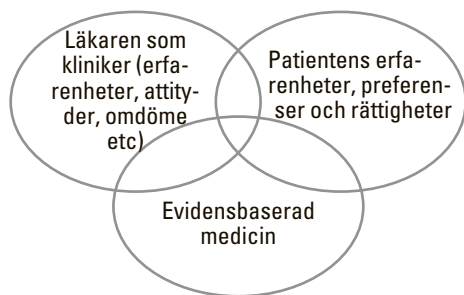 Läkaren som
kliniker (erfa-
renheter, attity-
der, omdöme
etc)
Patientens erfa-
renheter, preferen-
ser och rättigheter
Evidensbaserad
medicin